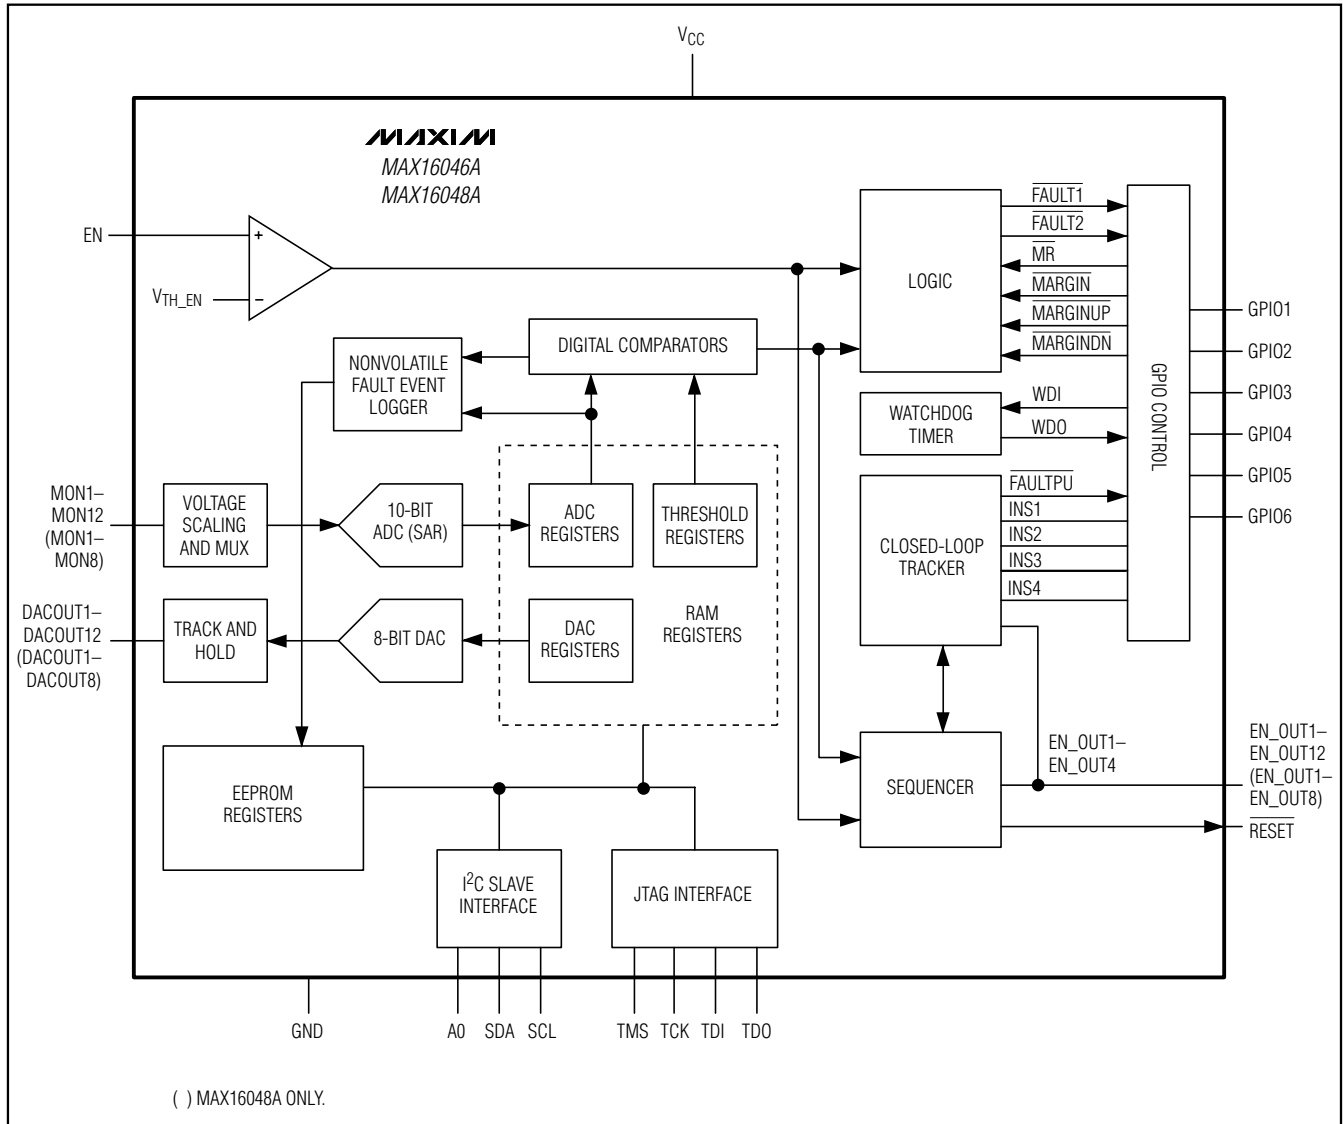 VCC
MAXIM
MAX16046A
MAX16048A
EN
VTH_EN
+
−
LOGIC
FAULT1
FAULT2
MR
MARGIN
MARGINUP
MARGINDN
DIGITAL COMPARATORS
NONVOLATILE
FAULT EVENT
LOGGER
WATCHDOG
TIMER
WDI
WDO
GPIO CONTROL
GPIO1
GPIO2
GPIO3
GPIO4
GPIO5
GPIO6
MON1–
MON12
(MON1–
MON8)
VOLTAGE
SCALING
AND MUX
10-BIT
ADC (SAR)
ADC
REGISTERS
THRESHOLD
REGISTERS
CLOSED-LOOP
TRACKER
FAULTPU
INS1
INS2
INS3
INS4
DACOUT1–
DACOUT12
(DACOUT1–
DACOUT8)
TRACK AND
HOLD
8-BIT DAC
DAC
REGISTERS
RAM
REGISTERS
EEPROM
REGISTERS
SEQUENCER
EN_OUT1–
EN_OUT4
EN_OUT1–
EN_OUT12
(EN_OUT1–
EN_OUT8)
RESET
I2C SLAVE
INTERFACE
JTAG INTERFACE
GND
A0
SDA
SCL
TMS
TCK
TDI
TDO
( ) MAX16048A ONLY.